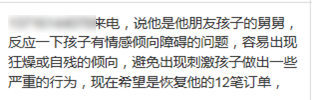 来电，说他是他朋友孩子的舅舅，
反应一下孩子有情感倾向障碍的问题，容易出现
狂燥或自残的倾向，避免出现刺激孩子做出一些
严重的行为，现在希望是恢复他的12笔订单，